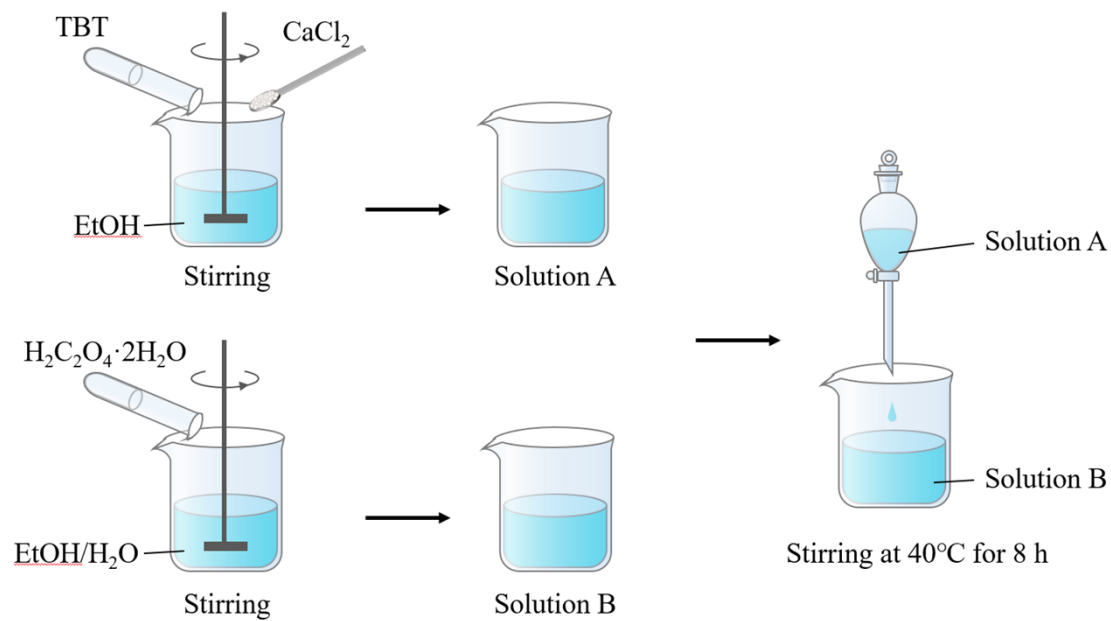 TBT
CaCl₂
EtOH
Stirring
Solution A
H₂C₂O₄·2H₂O
EtOH/H₂O
Stirring
Solution B
Solution A
Solution B
Stirring at 40℃ for 8 h